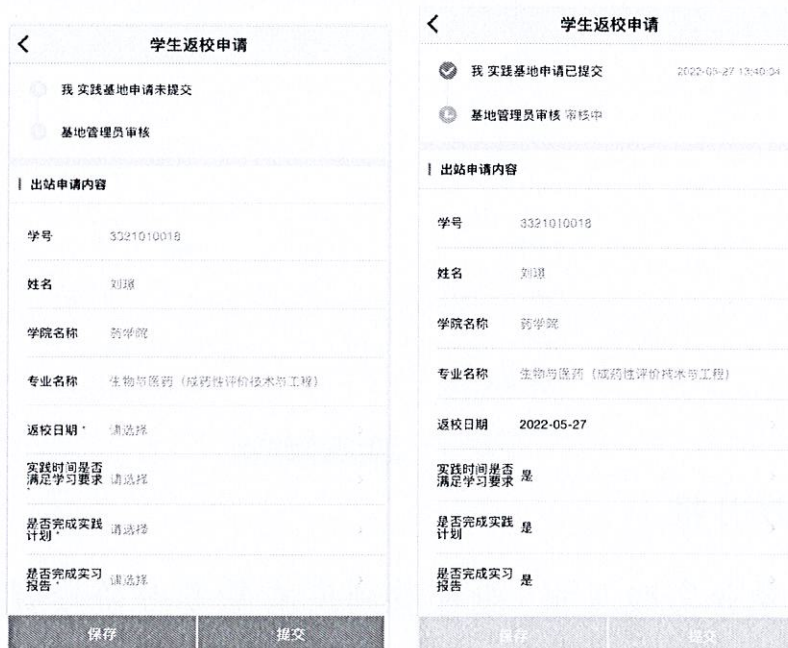 学生返校申请
我 实践基地申请未提交
基地管理员审核
出站申请内容
学号 3321010018
姓名 刘
学院名称 药学院
专业名称 生物与医药（成药性评价技术与工程）
返校日期* 请选择
实践时间是否
满足学习要求 请选择
*
是否完成实践
计划* 请选择
是否完成实习
报告* 请选择
保存 提交
学生返校申请
我 实践基地申请已提交 2022-05-27 13:40:34
基地管理员审核 审核中
出站申请内容
学号 3321010018
姓名 刘
学院名称 药学院
专业名称 生物与医药（成药性评价技术与工程）
返校日期 2022-05-27
实践时间是否
满足学习要求 是
是否完成实践
计划 是
是否完成实习
报告 是
保存 提交